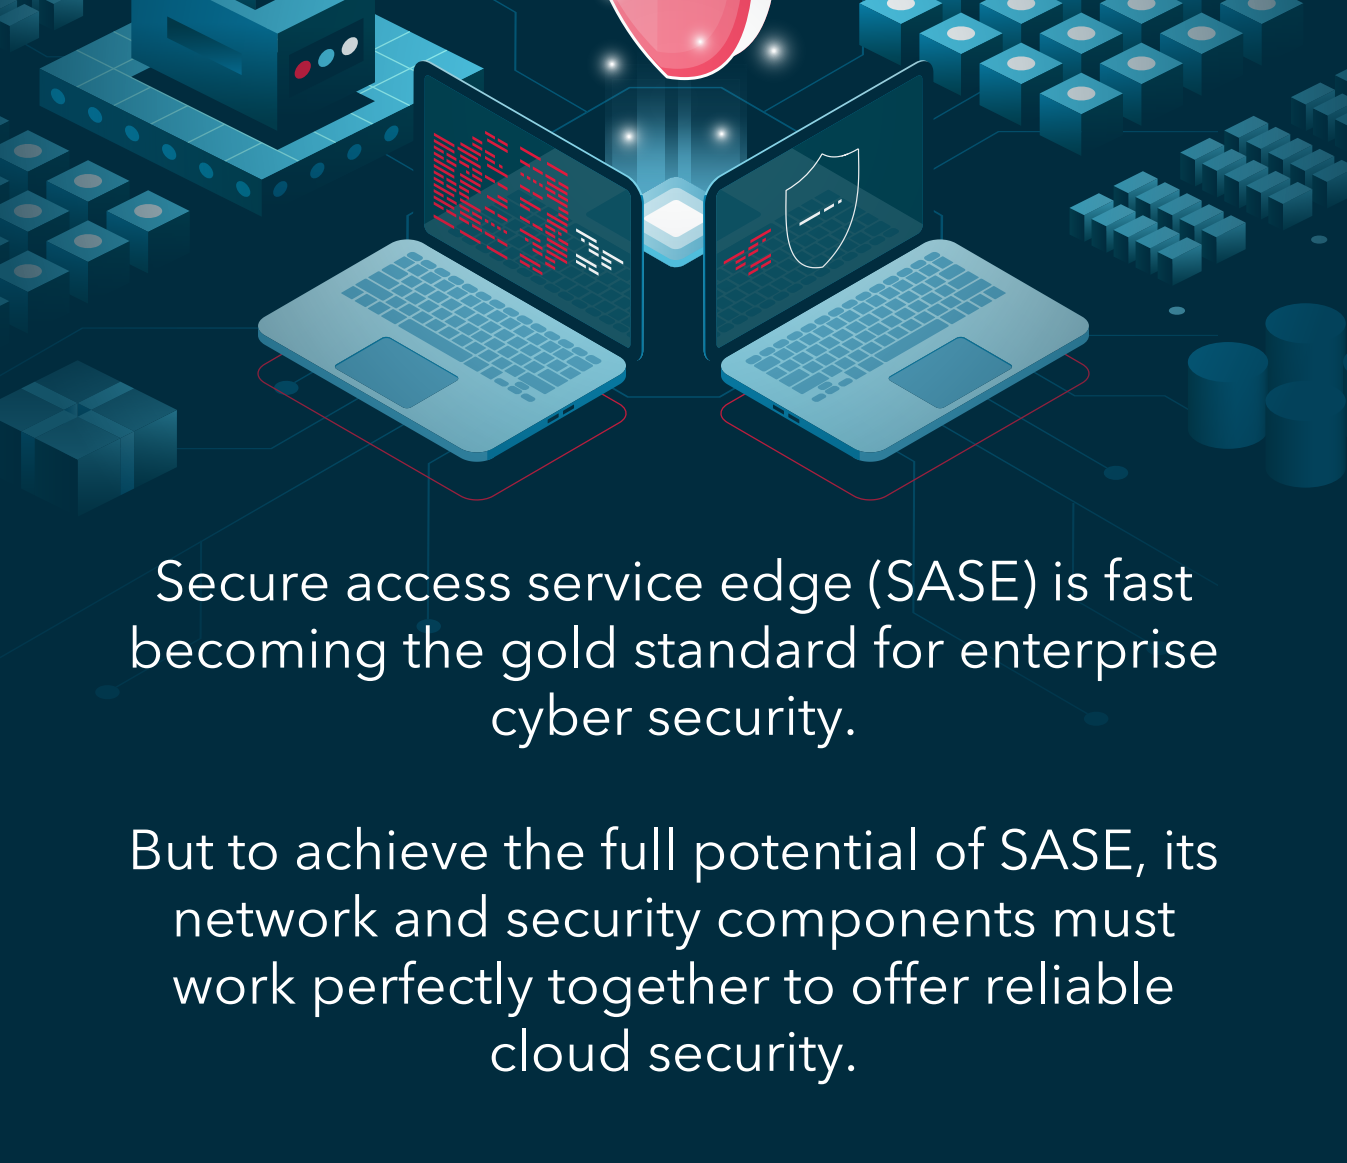 Secure access service edge (SASE) is fast
becoming the gold standard for enterprise
cyber security.
But to achieve the full potential of SASE, its
network and security components must
work perfectly together to offer reliable
cloud security.